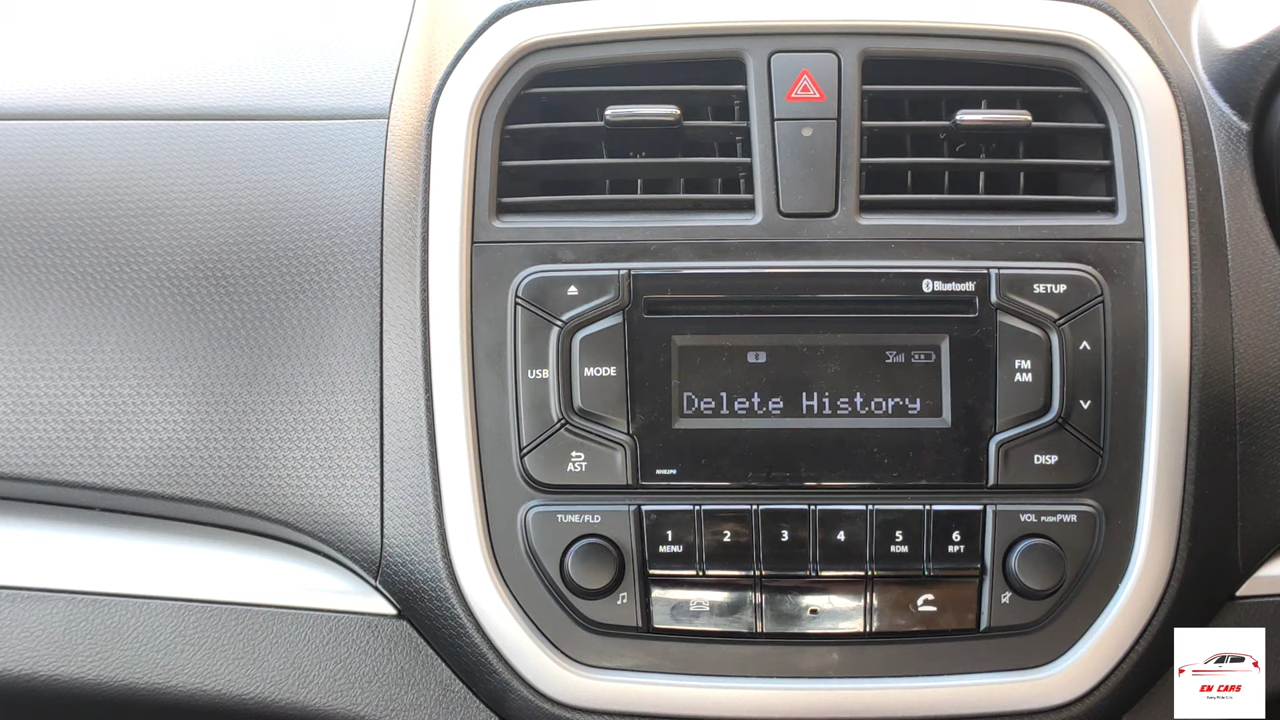 Bluetooth
SETUP
USB
MODE
FM
AM
Delete History
AST
DISP
TUNE/FLD
VOL PUSH PWR
1
MENU
2
3
4
5
RDM
6
RPT
EM CARS